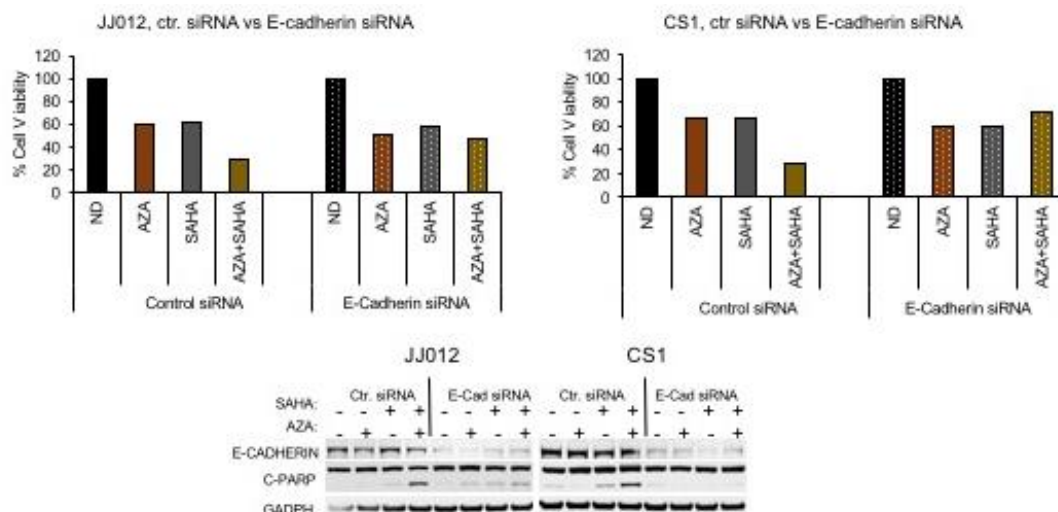 JJ012, ctr. siRNA vs E-cadherin siRNA
% Cell Viability
120
100
80
60
40
20
0
ND
AZA
SAHA
AZA+SAHA
ND
AZA
SAHA
AZA+SAHA
Control siRNA
E-Cadherin siRNA
CS1, ctr siRNA vs E-cadherin siRNA
% Cell Viability
120
100
80
60
40
20
0
ND
AZA
SAHA
AZA+SAHA
ND
AZA
SAHA
AZA+SAHA
Control siRNA
E-Cadherin siRNA
JJ012 CS1
Ctr. siRNA E-Cad siRNA Ctr. siRNA E-Cad siRNA
SAHA: - - + + - - + + - - + + - - + +
AZA: - + - + - + - + - + - + - + - +
E-CADHERIN
C-PARP
GADPH